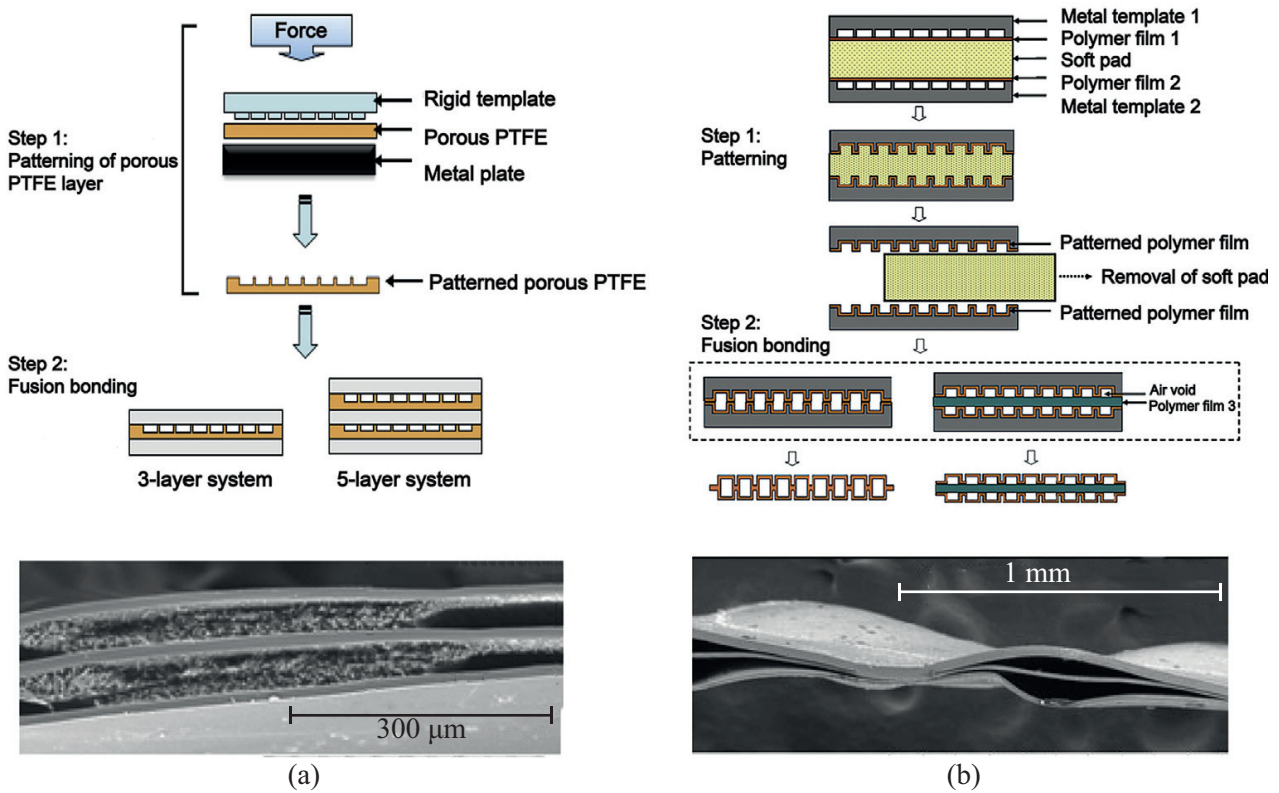 Force
Rigid template
Porous PTFE
Metal plate
Step 1:
Patterning of porous
PTFE layer
Patterned porous PTFE
Step 2:
Fusion bonding
3-layer system
5-layer system
300 μm
(a)
Metal template 1
Polymer film 1
Soft pad
Polymer film 2
Metal template 2
Step 1:
Patterning
Patterned polymer film
Removal of soft pad
Patterned polymer film
Step 2:
Fusion bonding
Air void
Polymer film 3
1 mm
(b)